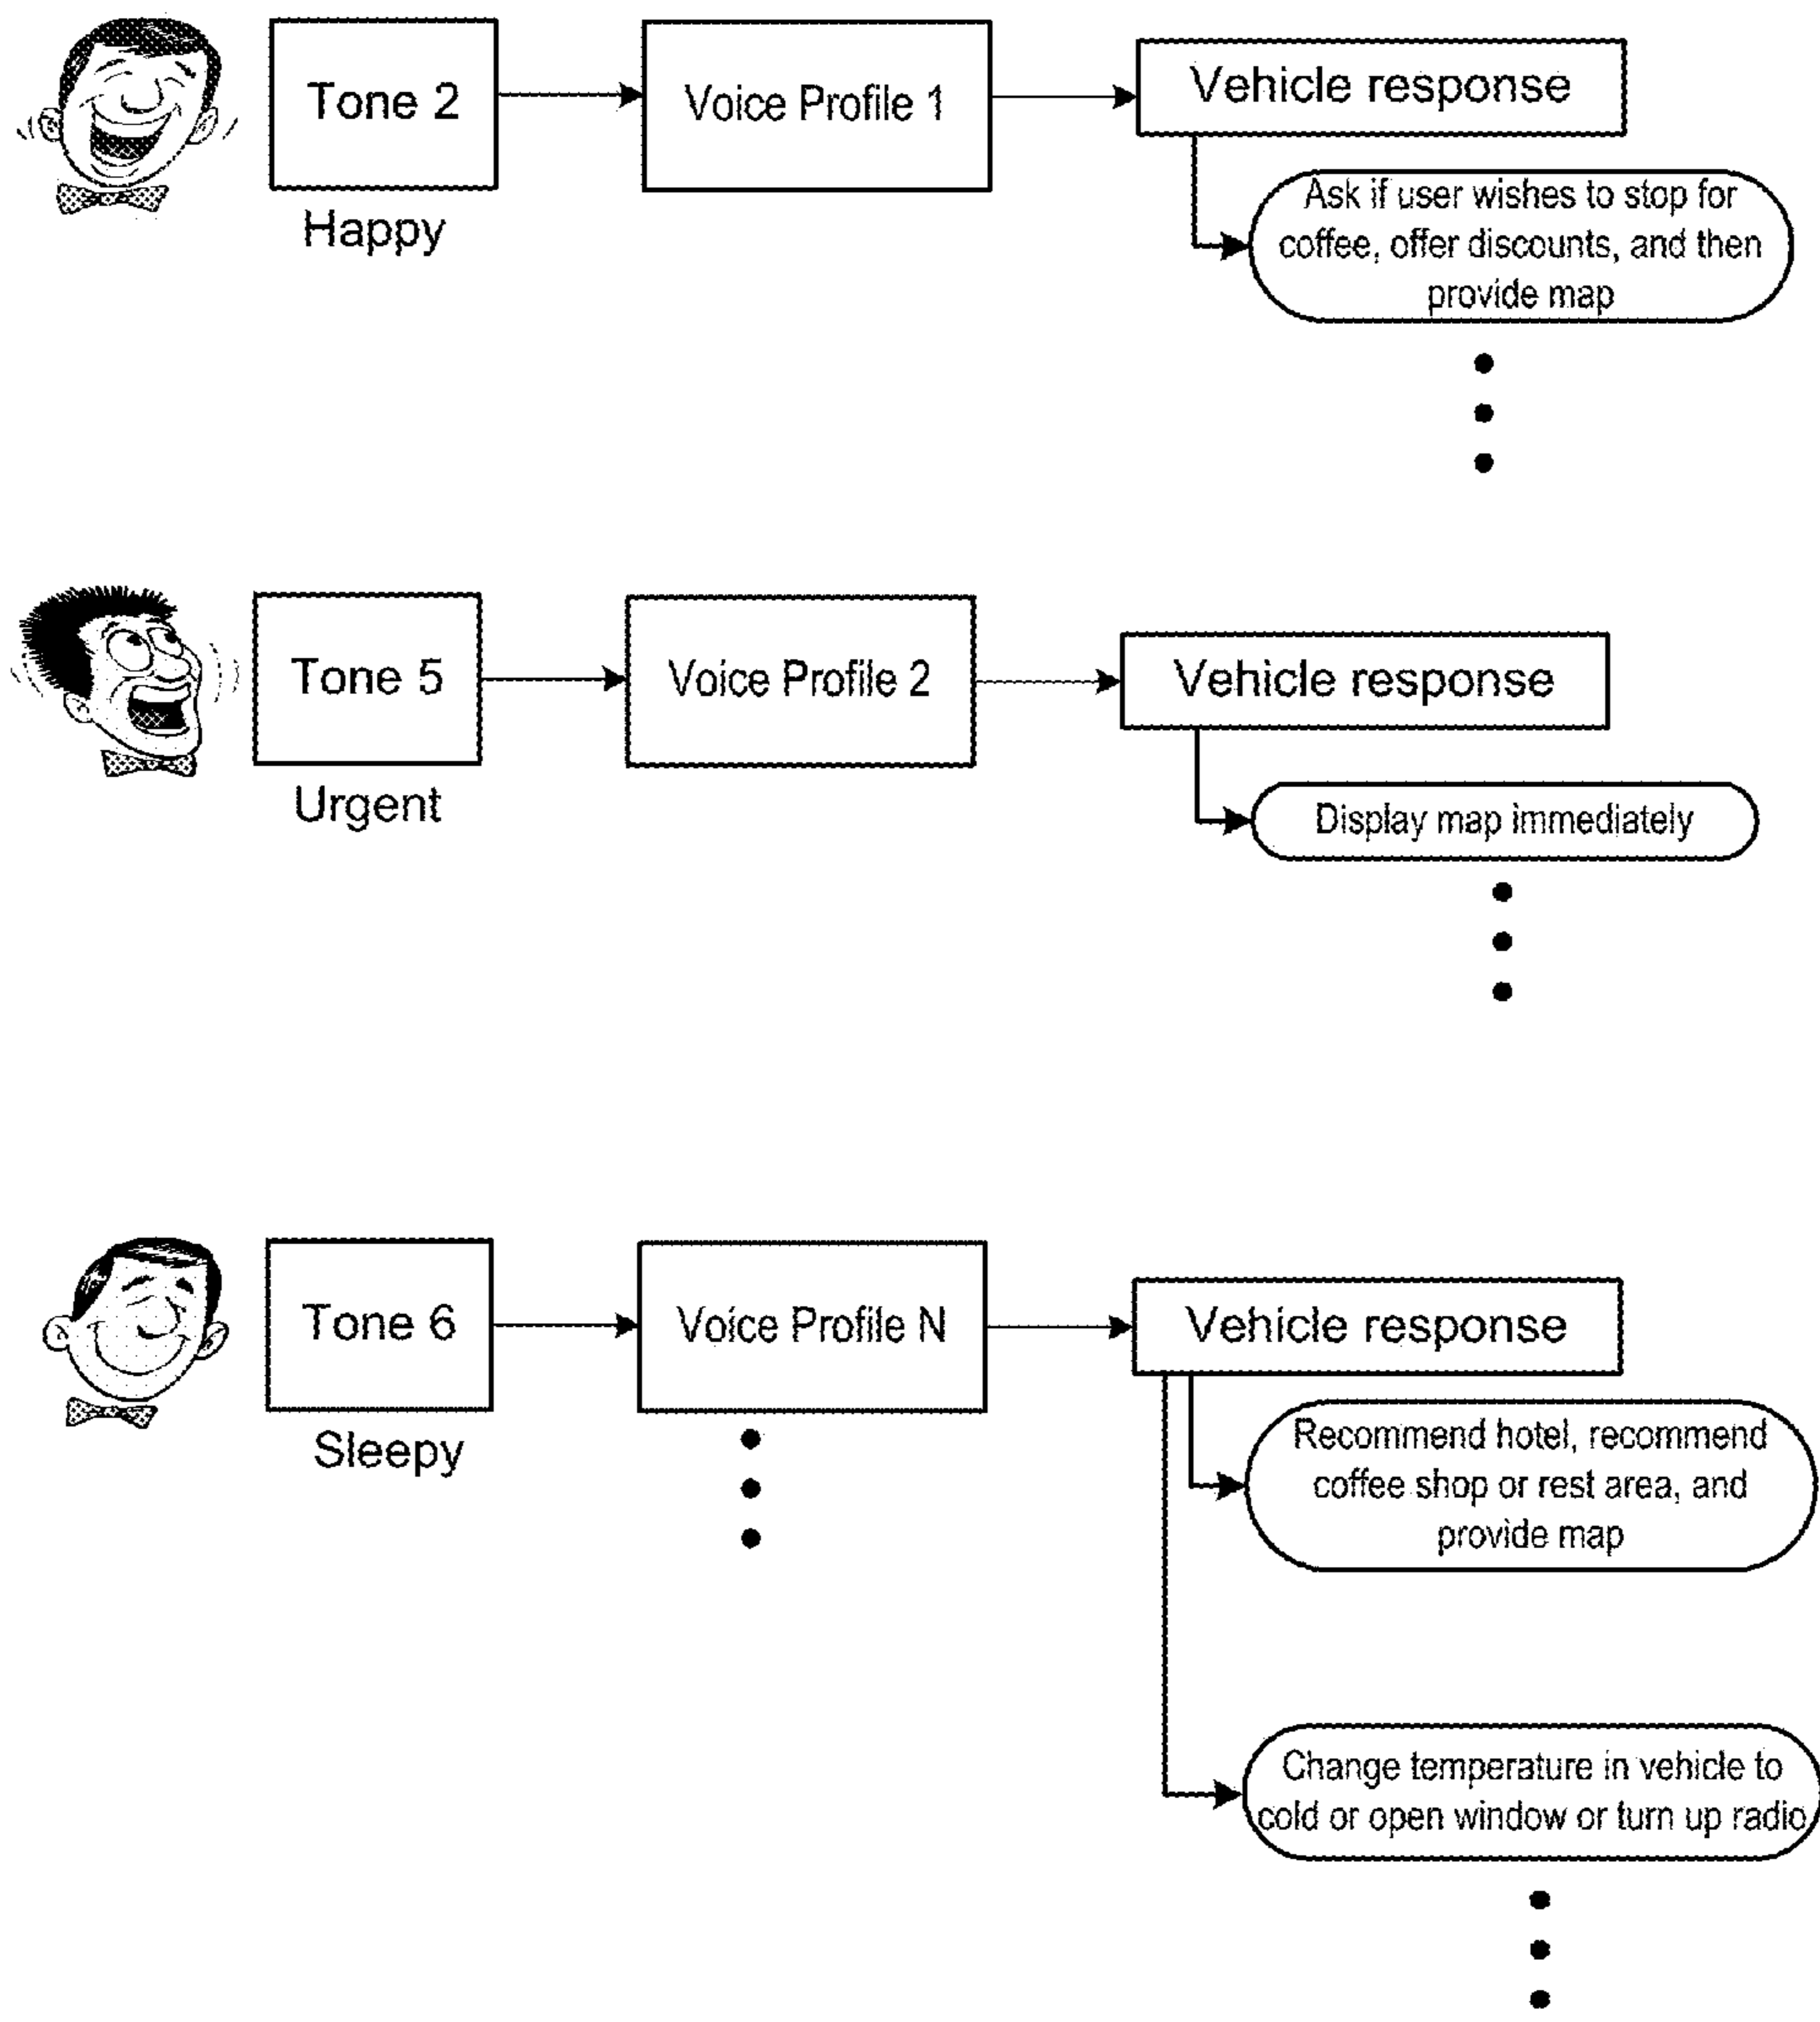 Tone 2
Happy
Voice Profile 1
Vehicle response
Ask if user wishes to stop for
coffee, offer discounts, and then
provide map
Tone 5
Urgent
Voice Profile 2
Vehicle response
Display map immediately
Tone 6
Sleepy
Voice Profile N
Vehicle response
Recommend hotel, recommend
coffee shop or rest area, and
provide map
Change temperature in vehicle to
cold or open window or turn up radio